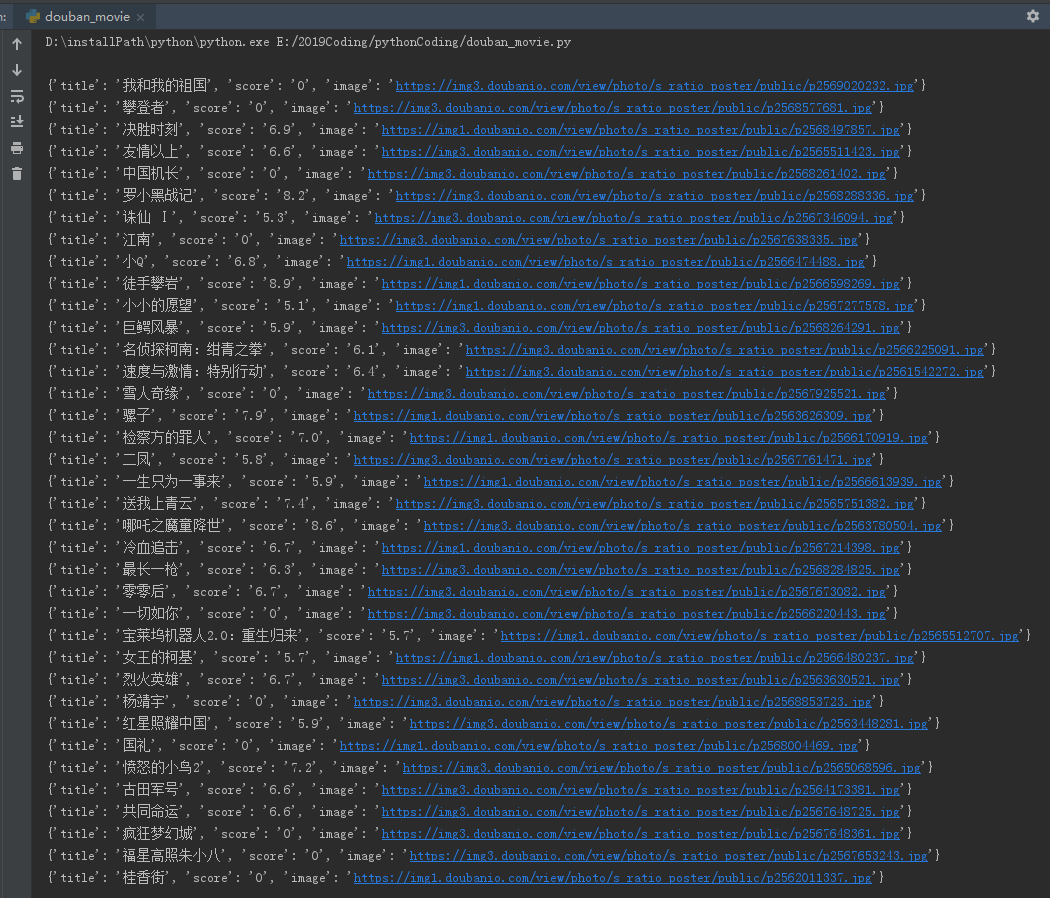 n: douban_movie ×
D:\installPath\python\python.exe E:/2019Coding/pythonCoding/douban_movie.py
{'title': '我和我的祖国', 'score': '0', 'image': 'https://img3.doubanio.com/view/photo/s_ratio_poster/public/p2569020232.jpg'}
{'title': '攀登者', 'score': '0', 'image': 'https://img3.doubanio.com/view/photo/s_ratio_poster/public/p2568577681.jpg'}
{'title': '决胜时刻', 'score': '6.9', 'image': 'https://img1.doubanio.com/view/photo/s_ratio_poster/public/p2568497857.jpg'}
{'title': '友情以上', 'score': '6.6', 'image': 'https://img3.doubanio.com/view/photo/s_ratio_poster/public/p2565511423.jpg'}
{'title': '中国机长', 'score': '0', 'image': 'https://img3.doubanio.com/view/photo/s_ratio_poster/public/p2568261402.jpg'}
{'title': '罗小黑战记', 'score': '8.2', 'image': 'https://img3.doubanio.com/view/photo/s_ratio_poster/public/p2568288336.jpg'}
{'title': '诛仙 Ⅰ', 'score': '5.3', 'image': 'https://img3.doubanio.com/view/photo/s_ratio_poster/public/p2567346094.jpg'}
{'title': '江南', 'score': '0', 'image': 'https://img3.doubanio.com/view/photo/s_ratio_poster/public/p2567638335.jpg'}
{'title': '小Q', 'score': '6.8', 'image': 'https://img1.doubanio.com/view/photo/s_ratio_poster/public/p2566474488.jpg'}
{'title': '徒手攀岩', 'score': '8.9', 'image': 'https://img1.doubanio.com/view/photo/s_ratio_poster/public/p2566598269.jpg'}
{'title': '小小的愿望', 'score': '5.1', 'image': 'https://img1.doubanio.com/view/photo/s_ratio_poster/public/p2567277578.jpg'}
{'title': '巨鳄风暴', 'score': '5.9', 'image': 'https://img3.doubanio.com/view/photo/s_ratio_poster/public/p2568264291.jpg'}
{'title': '名侦探柯南：绀青之拳', 'score': '6.1', 'image': 'https://img3.doubanio.com/view/photo/s_ratio_poster/public/p2566225091.jpg'}
{'title': '速度与激情：特别行动', 'score': '6.4', 'image': 'https://img3.doubanio.com/view/photo/s_ratio_poster/public/p2561542272.jpg'}
{'title': '雪人奇缘', 'score': '0', 'image': 'https://img3.doubanio.com/view/photo/s_ratio_poster/public/p2567925521.jpg'}
{'title': '骡子', 'score': '7.9', 'image': 'https://img1.doubanio.com/view/photo/s_ratio_poster/public/p2563626309.jpg'}
{'title': '检察方的罪人', 'score': '7.0', 'image': 'https://img1.doubanio.com/view/photo/s_ratio_poster/public/p2566170919.jpg'}
{'title': '二凤', 'score': '5.8', 'image': 'https://img3.doubanio.com/view/photo/s_ratio_poster/public/p2567761471.jpg'}
{'title': '一生只为一事来', 'score': '5.9', 'image': 'https://img1.doubanio.com/view/photo/s_ratio_poster/public/p2566613939.jpg'}
{'title': '送我上青云', 'score': '7.4', 'image': 'https://img3.doubanio.com/view/photo/s_ratio_poster/public/p2565751382.jpg'}
{'title': '哪吒之魔童降世', 'score': '8.6', 'image': 'https://img3.doubanio.com/view/photo/s_ratio_poster/public/p2563780504.jpg'}
{'title': '冷血追击', 'score': '6.7', 'image': 'https://img1.doubanio.com/view/photo/s_ratio_poster/public/p2567214398.jpg'}
{'title': '最长一枪', 'score': '6.3', 'image': 'https://img3.doubanio.com/view/photo/s_ratio_poster/public/p2568284825.jpg'}
{'title': '零零后', 'score': '6.7', 'image': 'https://img3.doubanio.com/view/photo/s_ratio_poster/public/p2567673082.jpg'}
{'title': '一切如你', 'score': '0', 'image': 'https://img3.doubanio.com/view/photo/s_ratio_poster/public/p2566220443.jpg'}
{'title': '宝莱坞机器人2.0：重生归来', 'score': '5.7', 'image': 'https://img1.doubanio.com/view/photo/s_ratio_poster/public/p2565512707.jpg'}
{'title': '女王的柯基', 'score': '5.7', 'image': 'https://img1.doubanio.com/view/photo/s_ratio_poster/public/p2566480237.jpg'}
{'title': '烈火英雄', 'score': '6.7', 'image': 'https://img3.doubanio.com/view/photo/s_ratio_poster/public/p2563630521.jpg'}
{'title': '杨靖宇', 'score': '0', 'image': 'https://img3.doubanio.com/view/photo/s_ratio_poster/public/p2568853723.jpg'}
{'title': '红星照耀中国', 'score': '5.9', 'image': 'https://img3.doubanio.com/view/photo/s_ratio_poster/public/p2563448281.jpg'}
{'title': '国礼', 'score': '0', 'image': 'https://img1.doubanio.com/view/photo/s_ratio_poster/public/p2568004469.jpg'}
{'title': '愤怒的小鸟2', 'score': '7.2', 'image': 'https://img3.doubanio.com/view/photo/s_ratio_poster/public/p2565068596.jpg'}
{'title': '古田军号', 'score': '6.6', 'image': 'https://img3.doubanio.com/view/photo/s_ratio_poster/public/p2564173381.jpg'}
{'title': '共同命运', 'score': '6.6', 'image': 'https://img3.doubanio.com/view/photo/s_ratio_poster/public/p2567648725.jpg'}
{'title': '疯狂梦幻城', 'score': '0', 'image': 'https://img3.doubanio.com/view/photo/s_ratio_poster/public/p2567648361.jpg'}
{'title': '福星高照朱小八', 'score': '0', 'image': 'https://img3.doubanio.com/view/photo/s_ratio_poster/public/p2567653243.jpg'}
{'title': '桂香街', 'score': '0', 'image': 'https://img1.doubanio.com/view/photo/s_ratio_poster/public/p2562011337.jpg'}